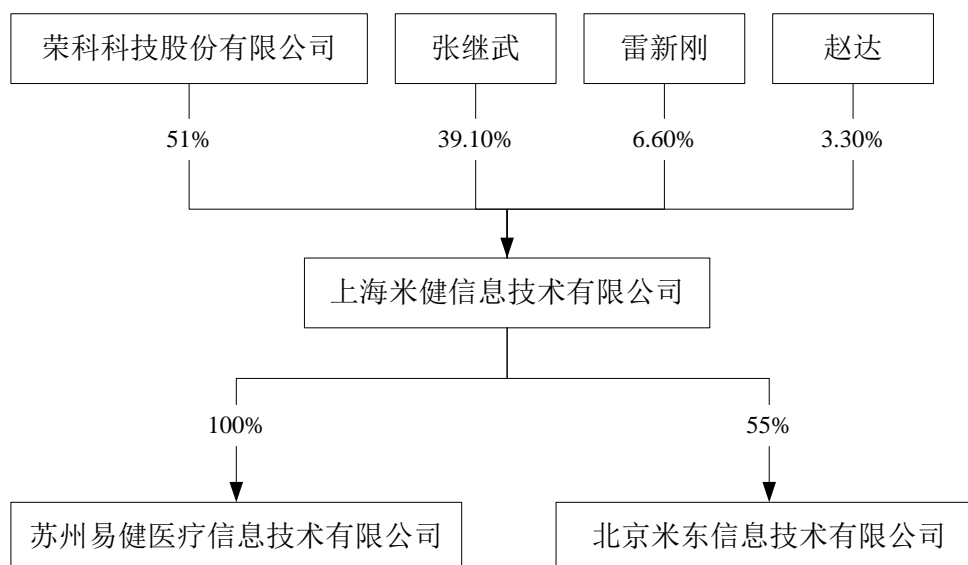 荣科科技股份有限公司
张继武
雷新刚
赵达
51%
39.10%
6.60%
3.30%
上海米健信息技术有限公司
100%
55%
苏州易健医疗信息技术有限公司
北京米东信息技术有限公司